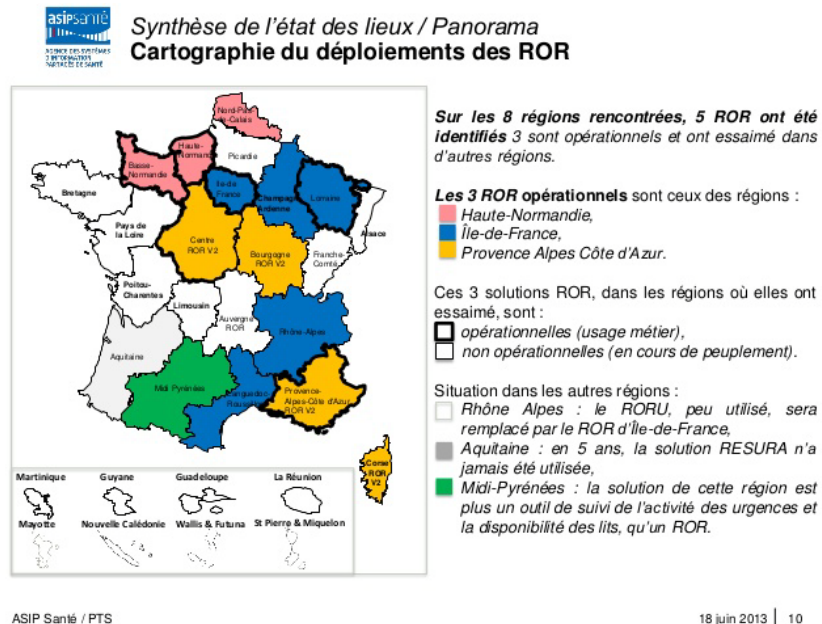 asipsanté
AGENCE DES SYSTÈMES
D'INFORMATION
PARTAGÉS DE SANTÉ
Synthèse de l'état des lieux / Panorama
Cartographie du déploiements des ROR
Nord-Pas-
de-Calais
Haute-
Normand
Picardie
Basse-
Normandie
Île-de
France
Champag
Ardenne
Lorraine
Bretagne
Alsace
Pays de
la Loire
Centre
ROR V2
Bourgogne
ROR V2
Franche-
Comté
Poitou-
Charentes
Limousin
Auvergne
ROR
Rhône-Alpes
Aquitaine
Midi Pyrénées
Languedoc-
Roussillon
Provence-
Alpes-Côte d'Azur
ROR V2
Corse
ROR
V2
Martinique
Guyane
Guadeloupe
La Réunion
Mayotte
Nouvelle Calédonie
Wallis & Futuna
St Pierre & Miquelon
Sur les 8 régions rencontrées, 5 ROR ont été
identifiés 3 sont opérationnels et ont essaimé dans
d'autres régions.
Les 3 ROR opérationnels sont ceux des régions :
Haute-Normandie,
Île-de-France,
Provence Alpes Côte d'Azur.
Ces 3 solutions ROR, dans les régions où elles ont
essaimé, sont :
opérationnelles (usage métier),
non opérationnelles (en cours de peuplement).
Situation dans les autres régions :
Rhône Alpes : le RORU, peu utilisé, sera
remplacé par le ROR d'Île-de-France,
Aquitaine : en 5 ans, la solution RESURA n'a
jamais été utilisée,
Midi-Pyrénées : la solution de cette région est
plus un outil de suivi de l'activité des urgences et
la disponibilité des lits, qu'un ROR.
ASIP Santé / PTS
18 juin 2013 | 10